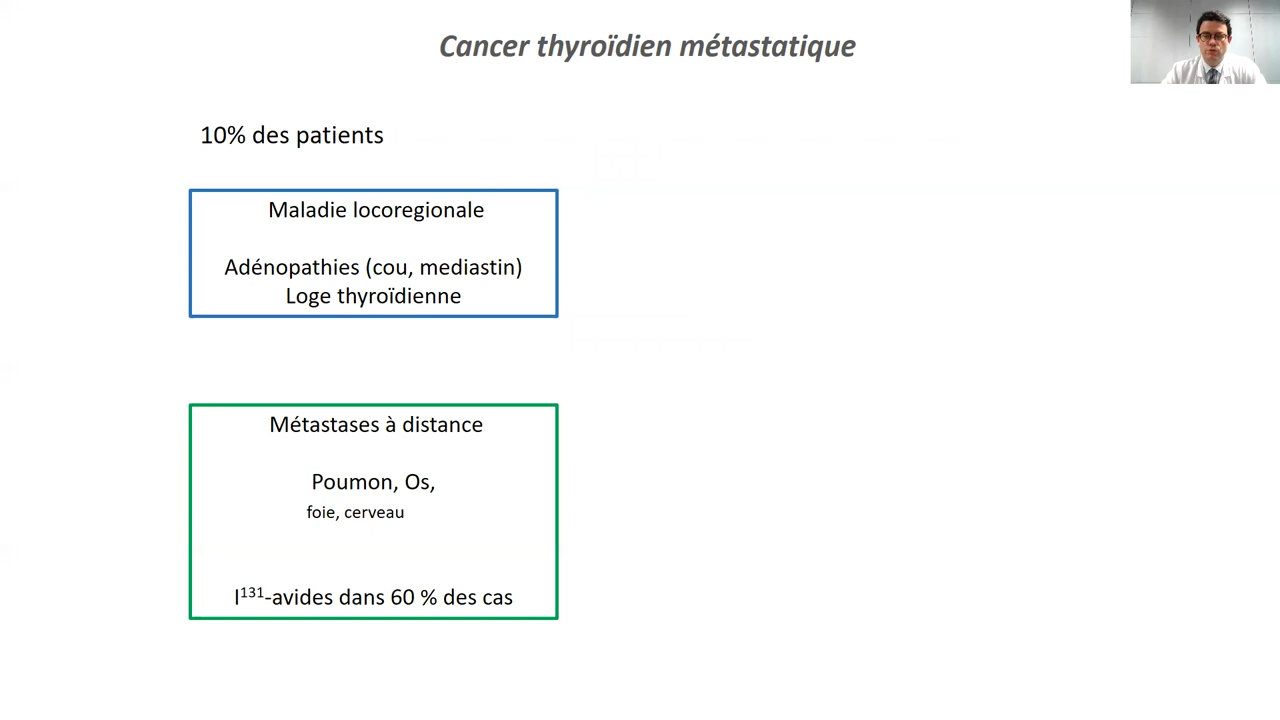 Cancer thyroïdien métastatique
10% des patients
Maladie locoregionale
Adénopathies (cou, mediastin)
Loge thyroïdienne
Métastases à distance
Poumon, Os,
foie, cerveau
I¹³¹-avides dans 60 % des cas